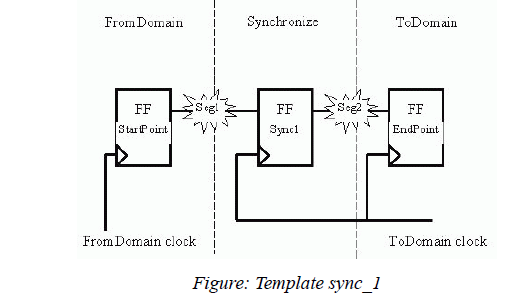 FromDomain Synchronize ToDomain
FF Seg1 FF Seg2 FF
StartPoint Sync1 EndPoint
FromDomain clock ToDomain clock
Figure: Template sync_1